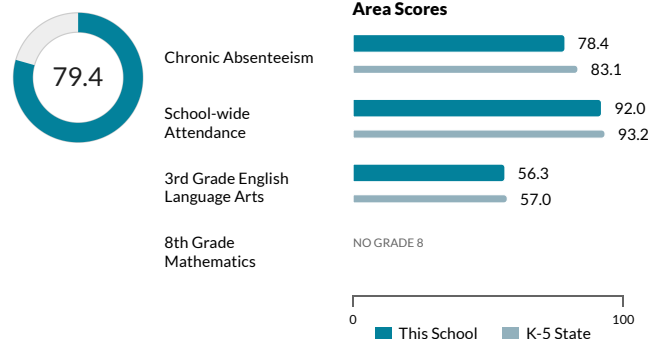 Area Scores
79.4
Chronic Absenteeism
78.4
83.1
School-wide
Attendance
92.0
93.2
3rd Grade English
Language Arts
56.3
57.0
8th Grade
Mathematics
NO GRADE 8
0
100
This School
K-5 State